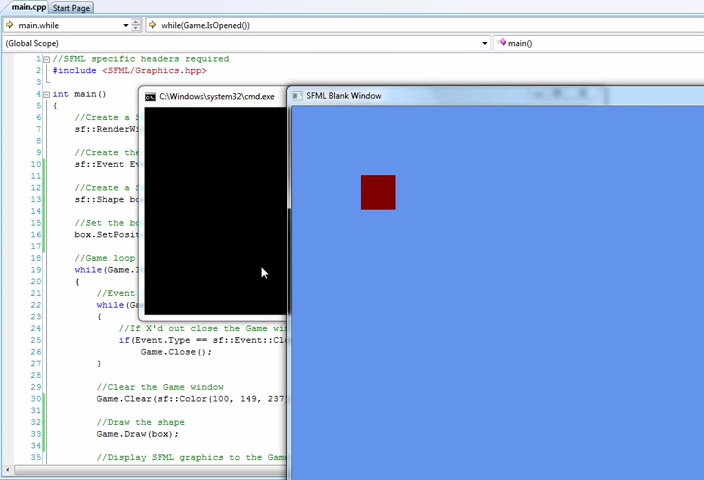 main.cpp Start Page
main.while while(Game.IsOpened())
(Global Scope) main()
1 //SFML specific headers required
2 #include <SFML/Graphics.hpp>
3
4 int main()
C:\Windows\system32\cmd.exe
SFML Blank Window
5 {
6 //Create a
7 sf::RenderWi
8
9 //Create the
10 sf::Event Ev
11
12 //Create a
13 sf::Shape bo
14
15 //Set the bo
16 box.SetPosit
17
18 //Game loop
19 while(Game.I
20 {
21 //Event
22 while(Ga
23 {
24 //If X'd out close the Game win
25 if(Event.Type == sf::Event::Clo
26 Game.Close();
27 }
28
29 //Clear the Game window
30 Game.Clear(sf::Color(100, 149, 237
31
32 //Draw the shape
33 Game.Draw(box);
34
35 //Display SFML graphics to the Game